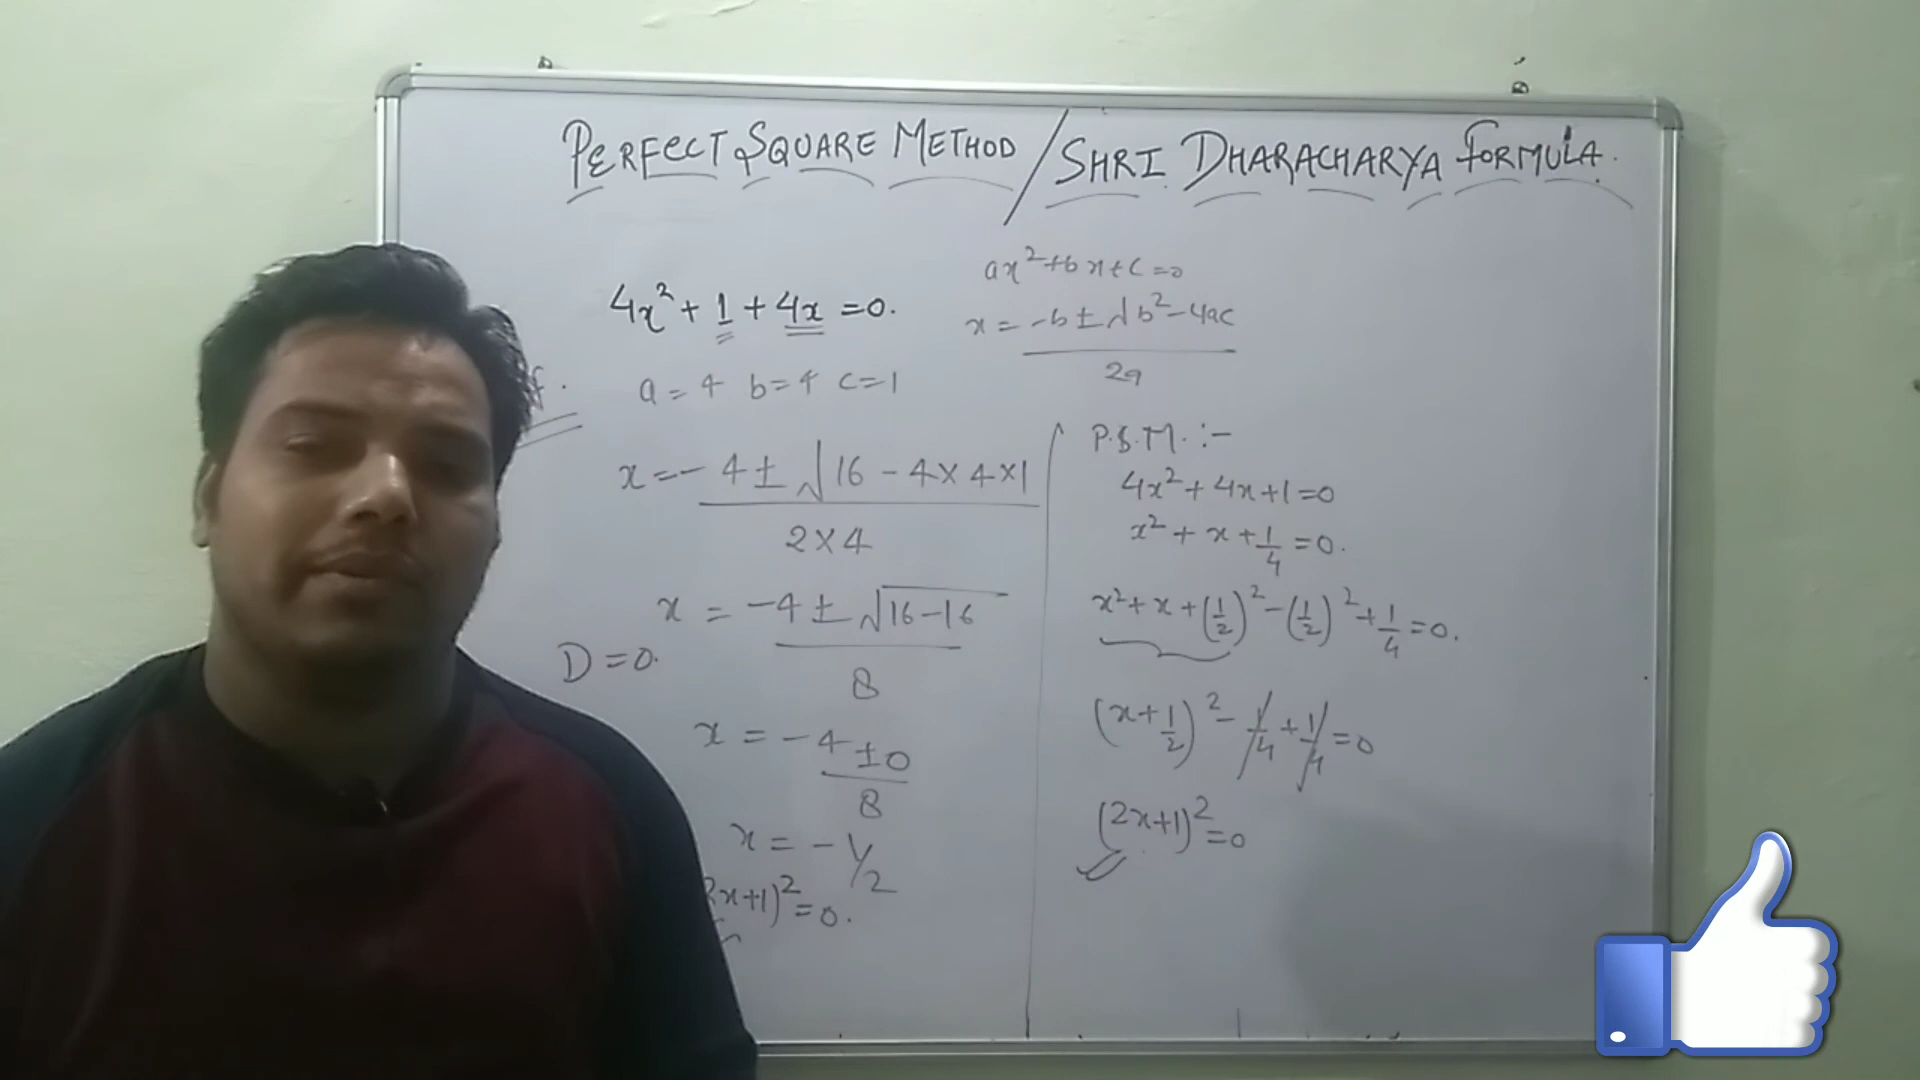 PERFECT SQUARE METHOD / SHRI DHARACHARYA FORMULA.
4x² + 1 + 4x = 0.
a = 4 b = 4 c = 1
x = - 4 ± √16 - 4 × 4 × 1
2 × 4
x = -4 ± √16-16
8
D = 0.
x = -4 ± 0
8
x = - 1/2
x+1)² = 0.
ax² + bx + c = 0
x = -b ± √b² - 4ac
2a
P.S.M. :-
4x² + 4x + 1 = 0
x² + x + 1/4 = 0.
x² + x + (1/2)² - (1/2)² + 1/4 = 0.
(x + 1/2)² - 1/4 + 1/4 = 0
(2x+1)² = 0